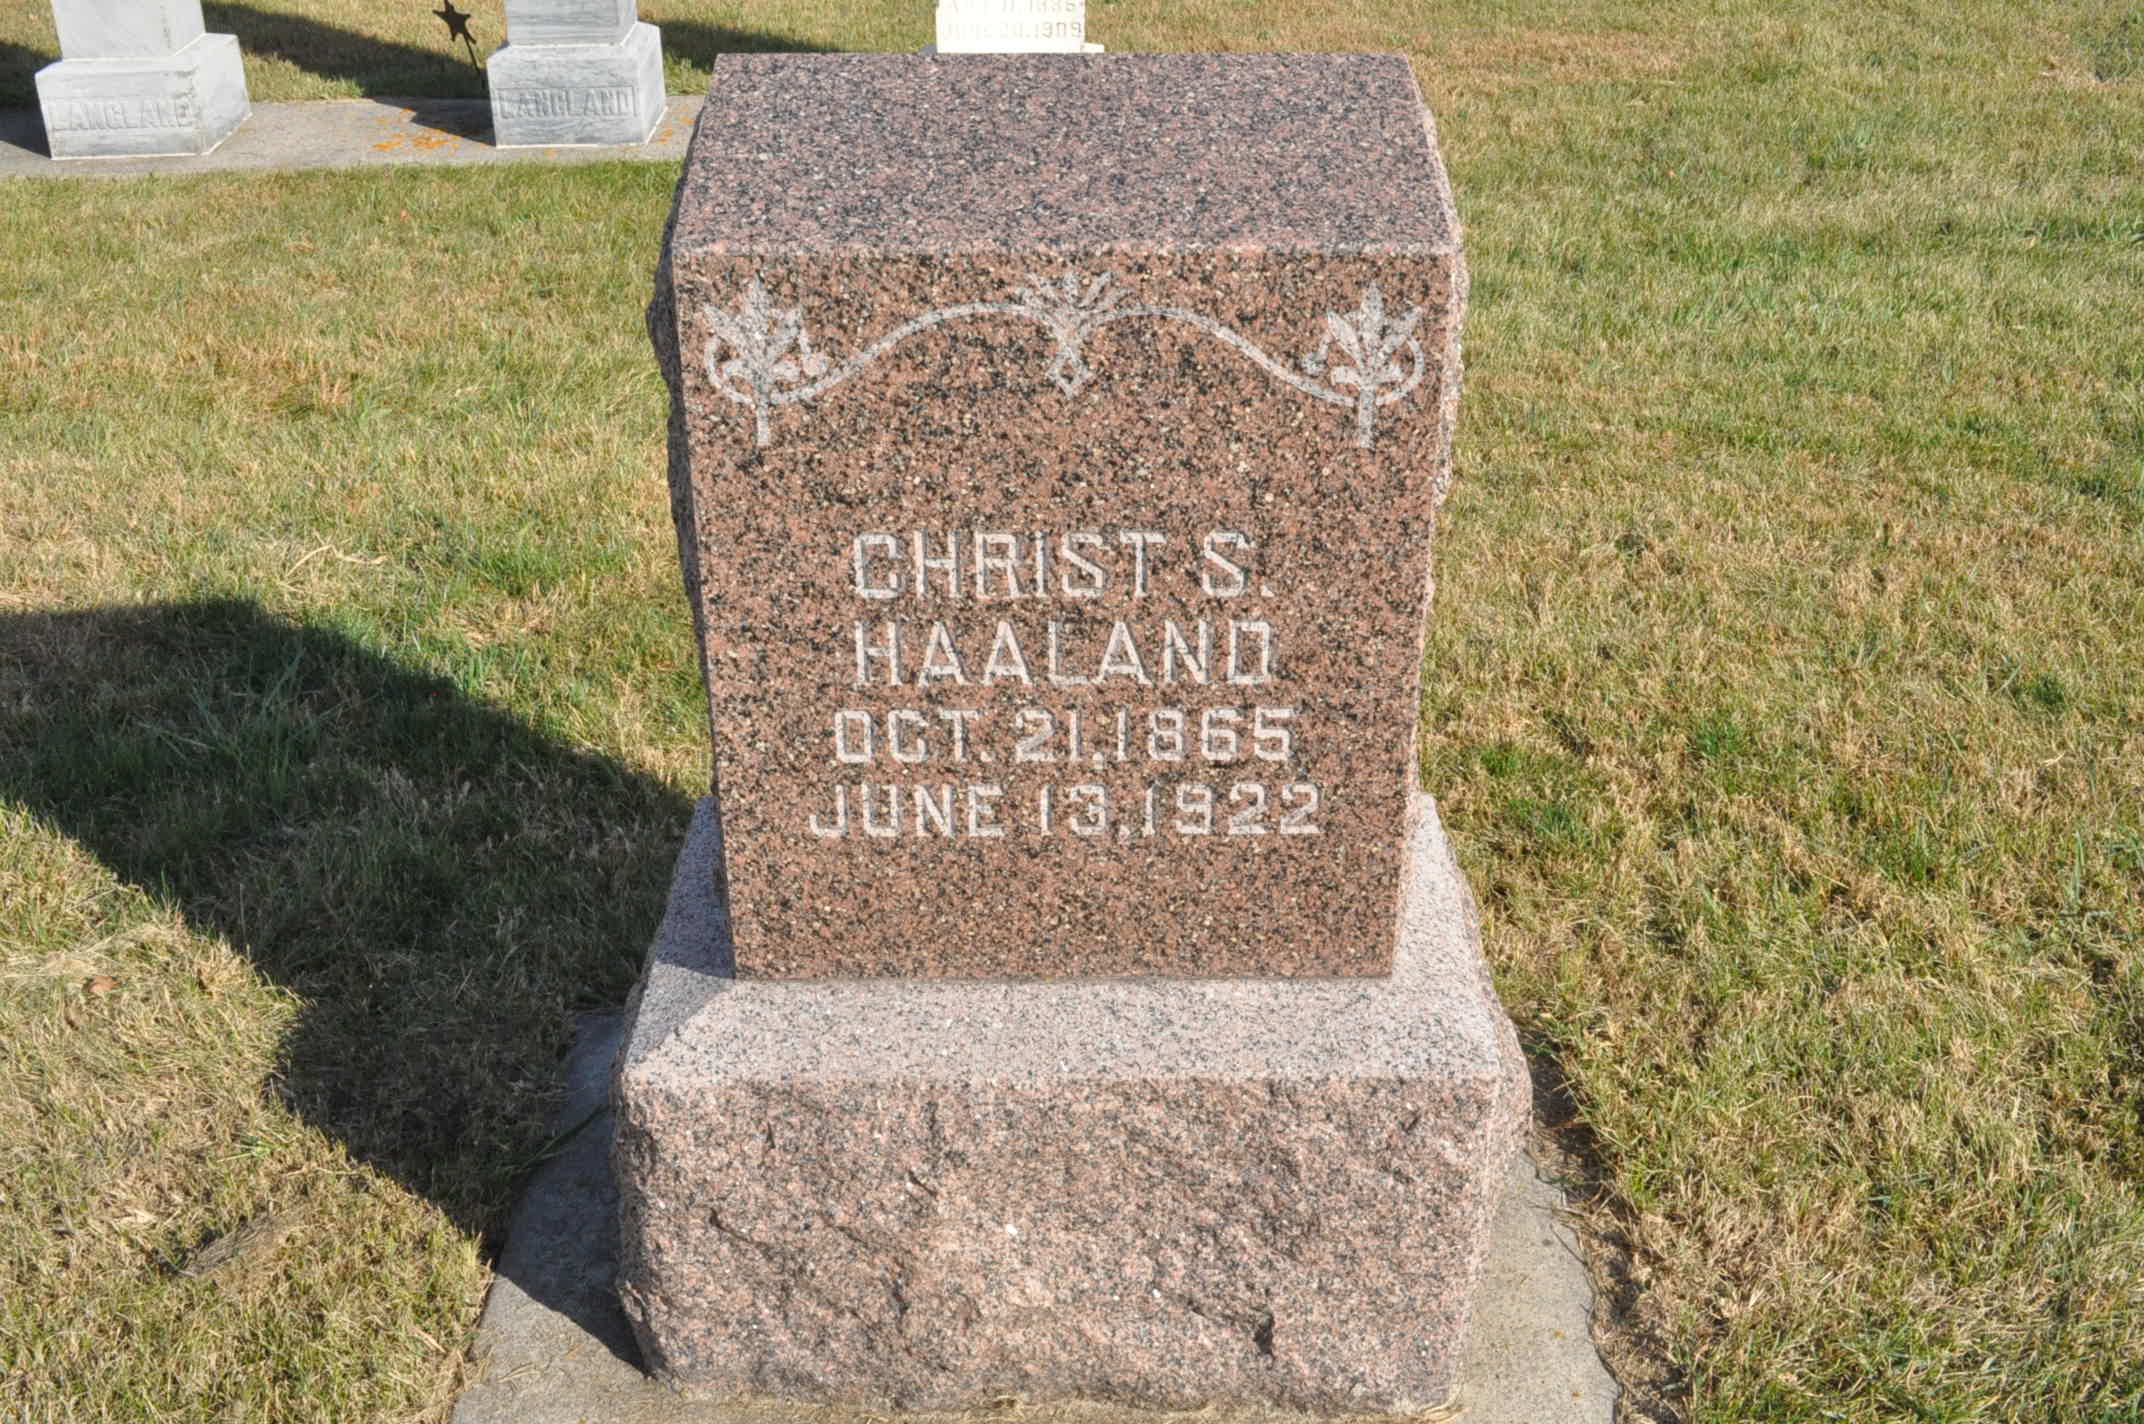 LANGLAND
LANGLAND
CHRIST S.
HAALAND
OCT. 21,1865
JUNE 13,1922